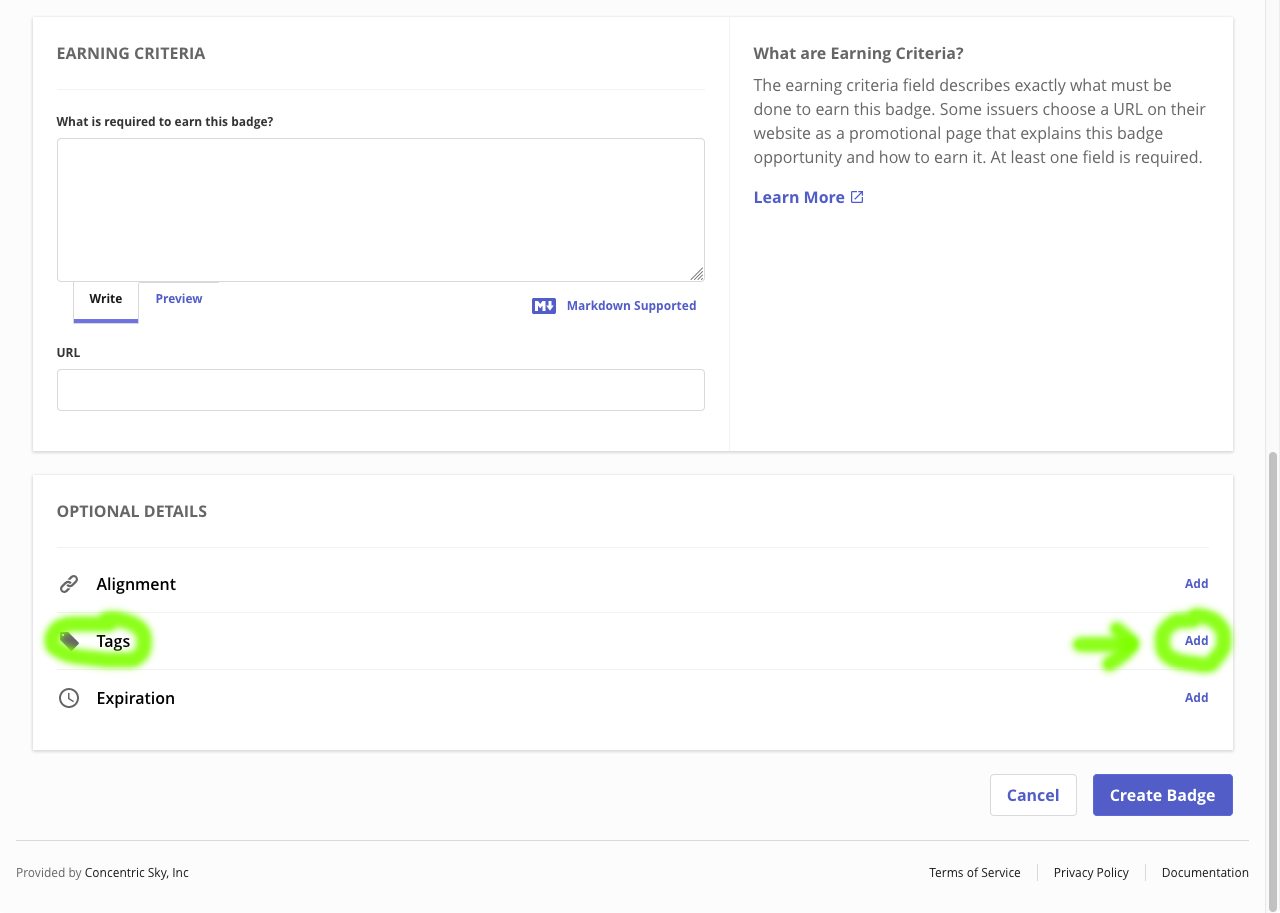 EARNING CRITERIA
What is required to earn this badge?
Write
Preview
M
Markdown Supported
URL
What are Earning Criteria?
The earning criteria field describes exactly what must be
done to earn this badge. Some issuers choose a URL on their
website as a promotional page that explains this badge
opportunity and how to earn it. At least one field is required.
Learn More
OPTIONAL DETAILS
Alignment
Add
Tags
Add
Expiration
Add
Cancel
Create Badge
Provided by Concentric Sky, Inc
Terms of Service
Privacy Policy
Documentation